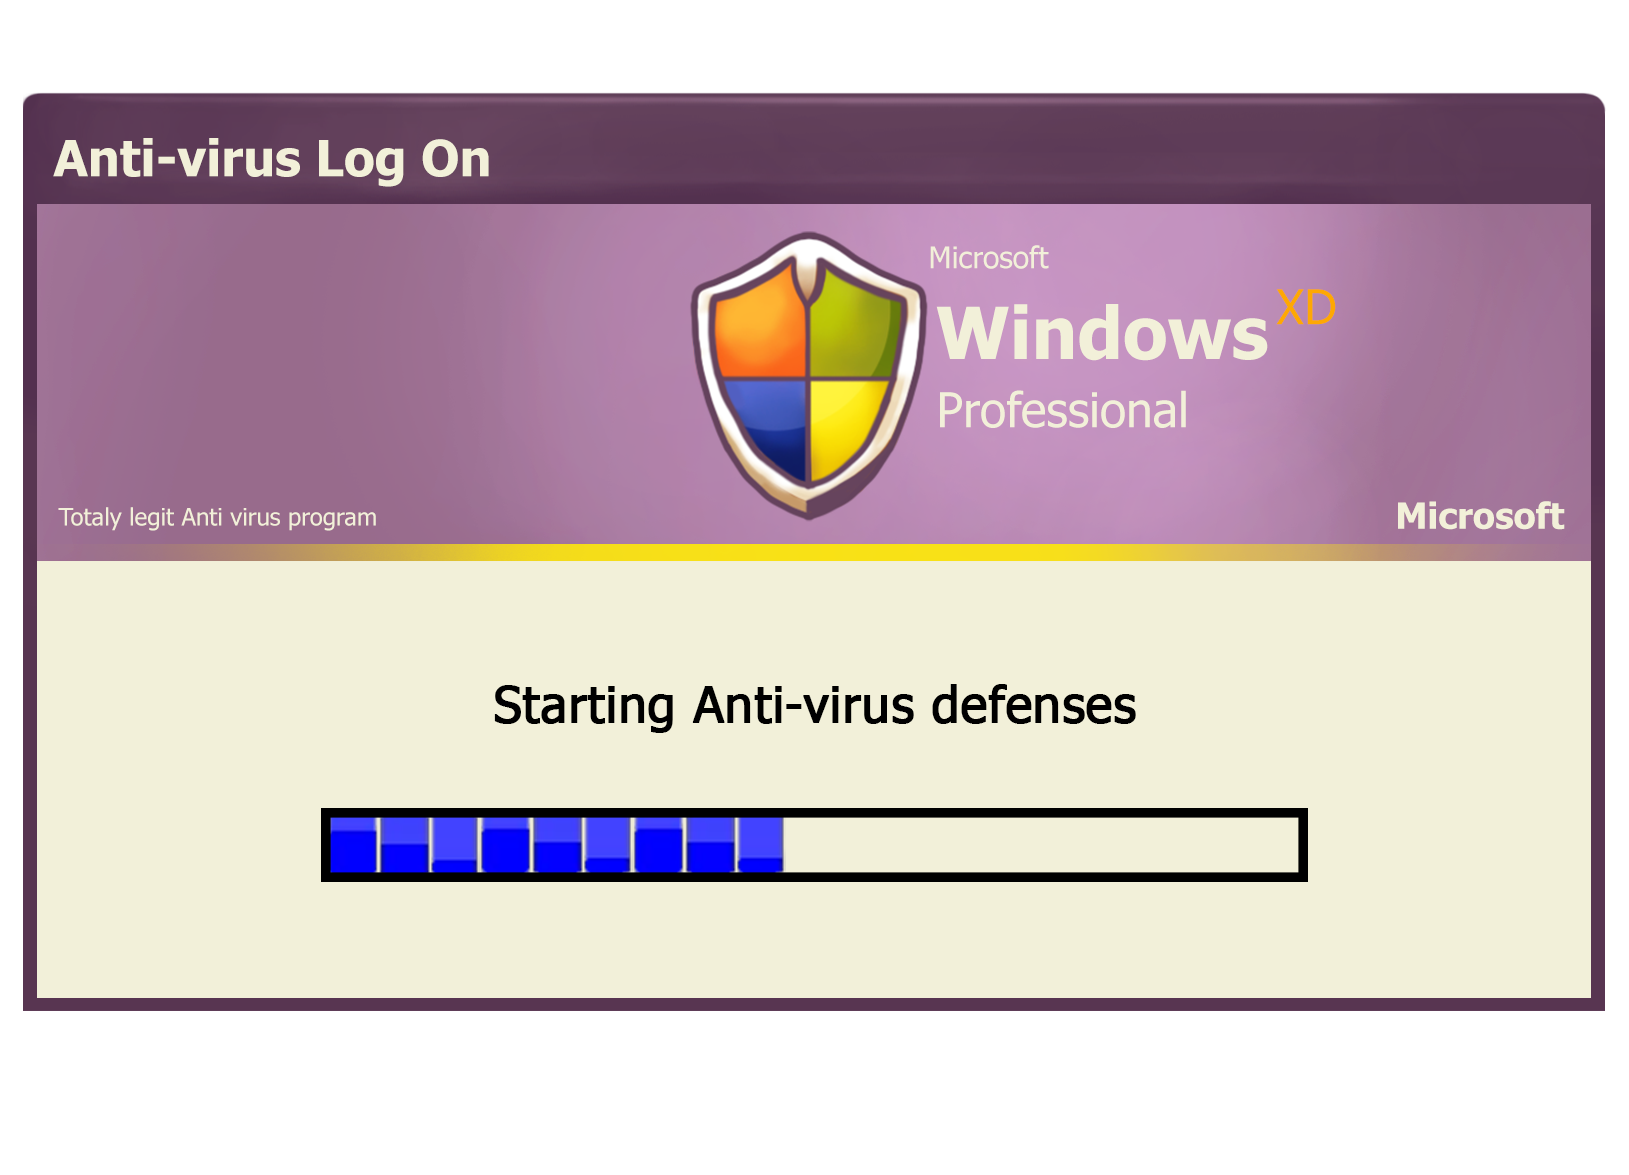 Anti-virus Log On
Microsoft
Windows XD
Professional
Totaly legit Anti virus program
Microsoft
Starting Anti-virus defenses